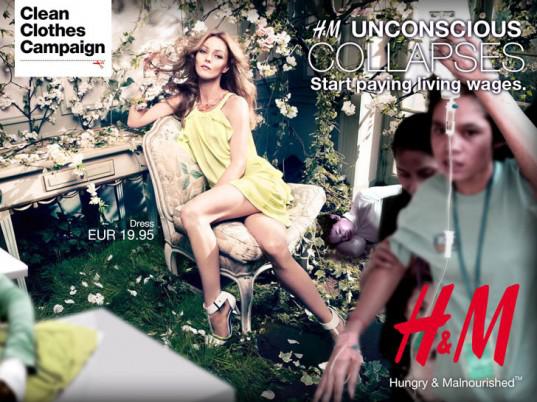 Clean
Clothes
Campaign
H&M UNCONSCIOUS
COLLAPSES
Start paying living wages.
Dress
EUR 19.95
H&M
Hungry & Malnourished™